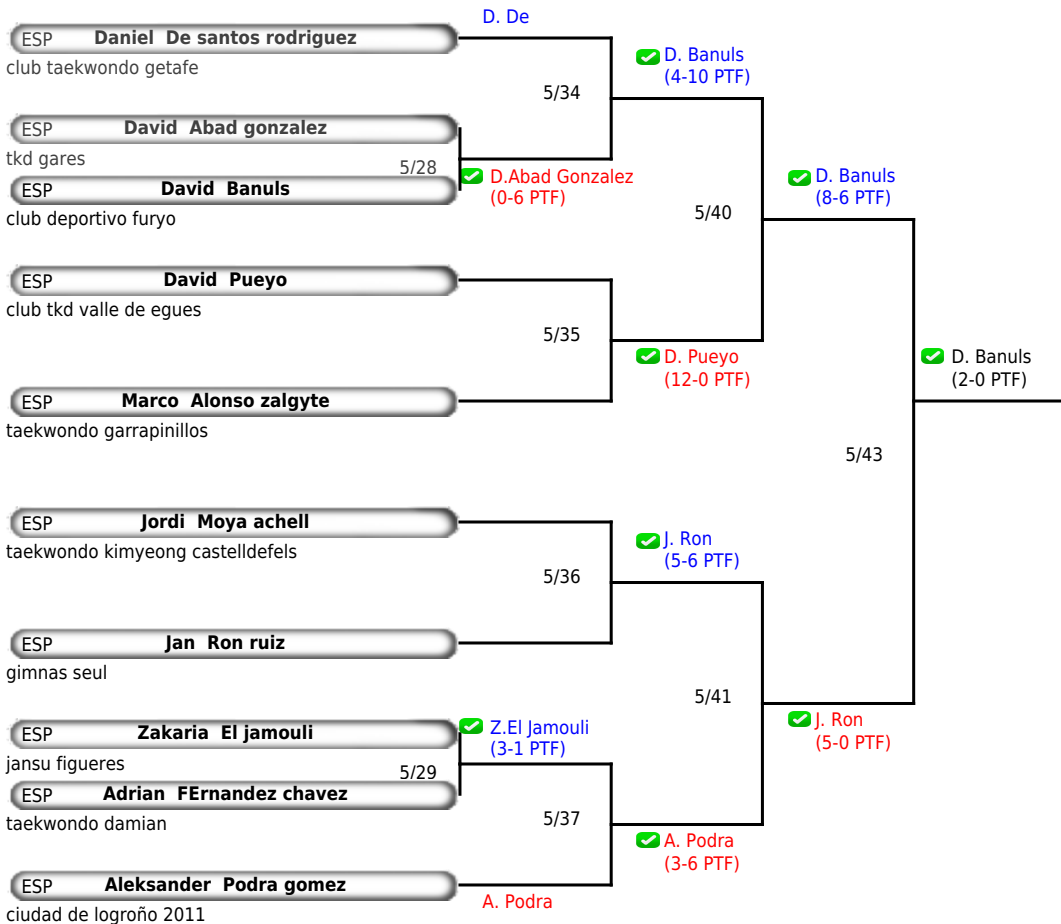 D. De
ESP Daniel De santos rodriguez
club taekwondo getafe
D. Banuls
(4-10 PTF)
5/34
ESP David Abad gonzalez
tkd gares
5/28
D.Abad Gonzalez
(0-6 PTF)
ESP David Banuls
club deportivo furyo
D. Banuls
(8-6 PTF)
5/40
ESP David Pueyo
club tkd valle de egues
5/35
D. Pueyo
(12-0 PTF)
ESP Marco Alonso zalgyte
taekwondo garrapinillos
D. Banuls
(2-0 PTF)
5/43
ESP Jordi Moya achell
taekwondo kimyeong castelldefels
J. Ron
(5-6 PTF)
5/36
ESP Jan Ron ruiz
gimnas seul
5/41
J. Ron
(5-0 PTF)
ESP Zakaria El jamouli
jansu figueres
Z.El Jamouli
(3-1 PTF)
5/29
ESP Adrian FErnandez chavez
taekwondo damian
5/37
A. Podra
(3-6 PTF)
ESP Aleksander Podra gomez
ciudad de logroño 2011
A. Podra